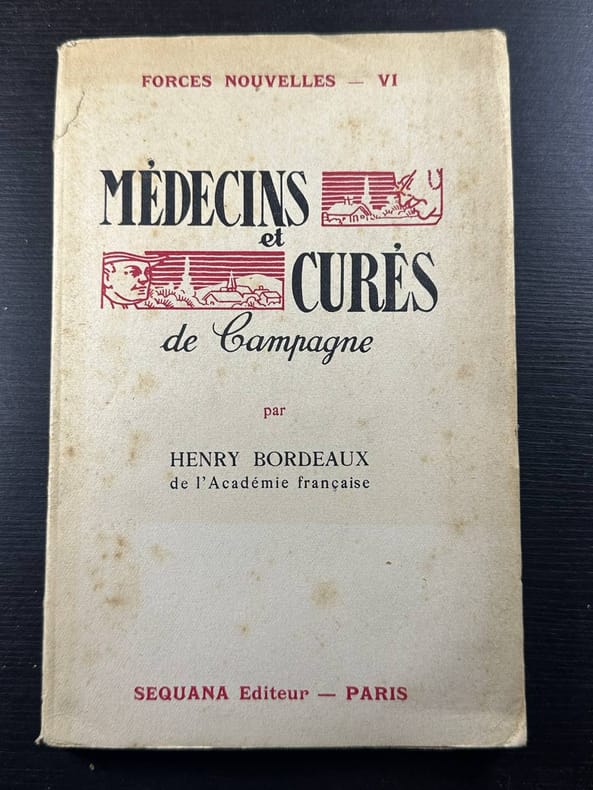 FORCES NOUVELLES — VI
MÉDECINS
et
CURÉS
de Campagne
par
HENRY BORDEAUX
de l'Académie française
SEQUANA Editeur — PARIS